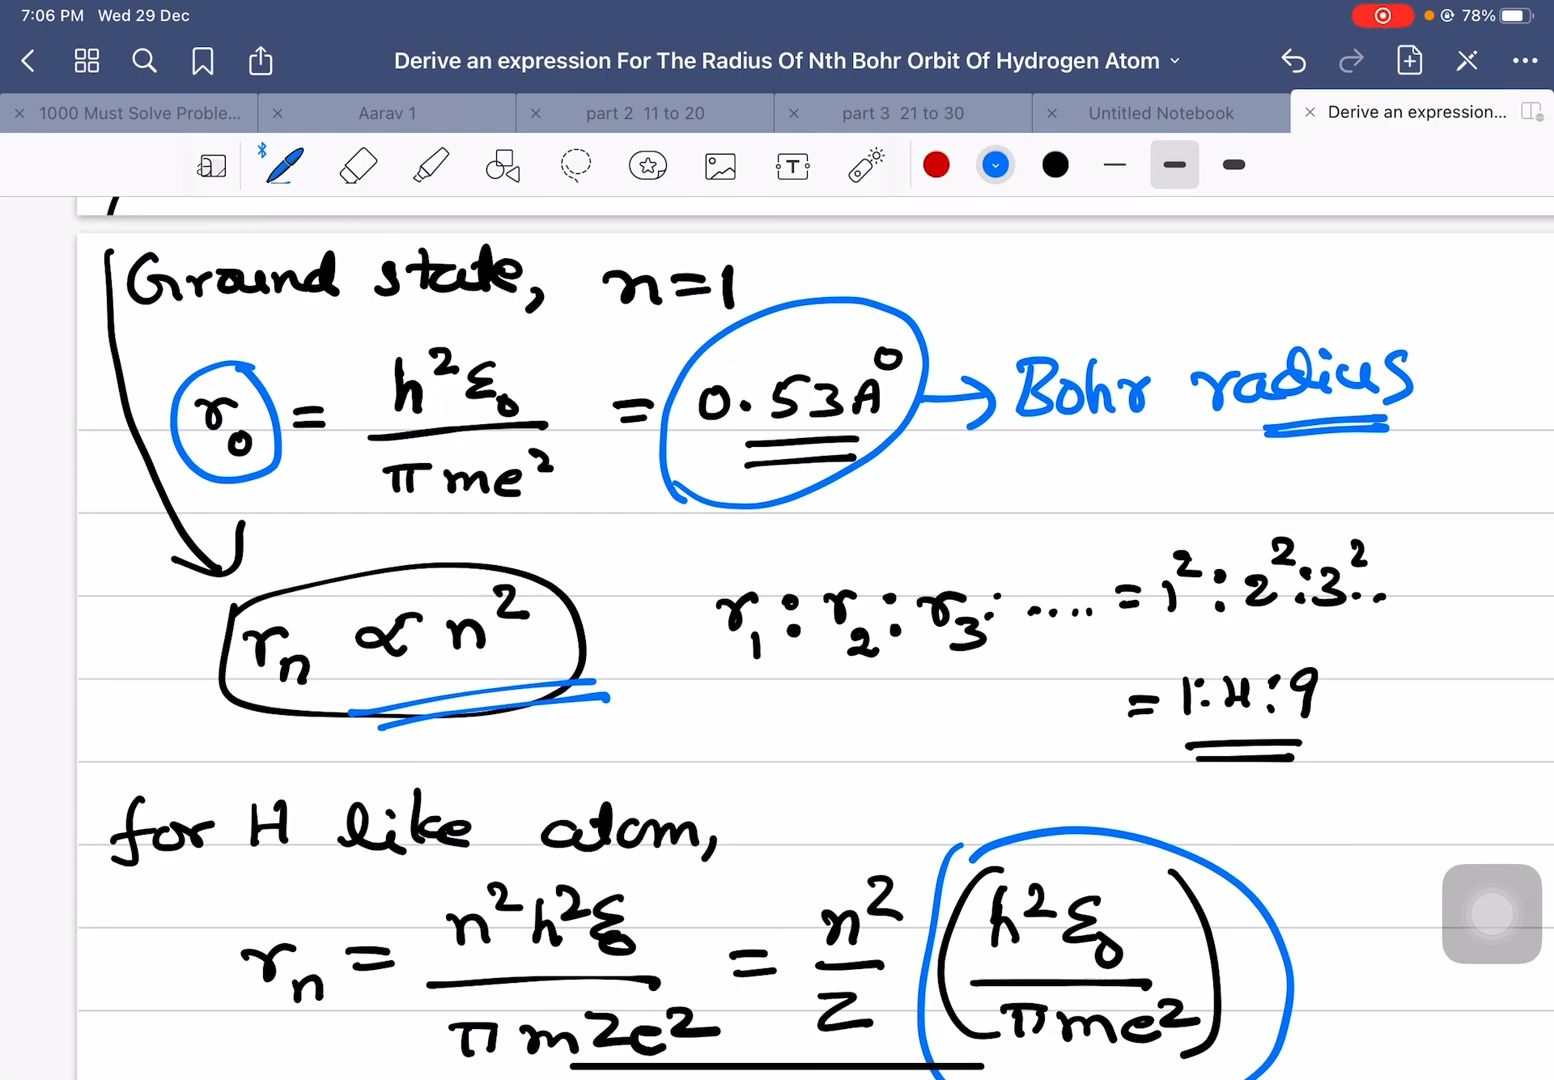 7:06 PM Wed 29 Dec 78%
Derive an expression For The Radius Of Nth Bohr Orbit Of Hydrogen Atom
1000 Must Solve Proble... Aarav 1 part 2 11 to 20 part 3 21 to 30 Untitled Notebook Derive an expression...
Ground state, n=1
r₀ = h²ε₀ / πme² = 0.53A⁰ → Bohr radius
rₙ ∝ n² r₁ : r₂ : r₃ : .... = 1² : 2² : 3²..
= 1:4:9
for H like atom,
rₙ = n²h²ε₀ / πmZe² = n²/Z (h²ε₀ / πme²)